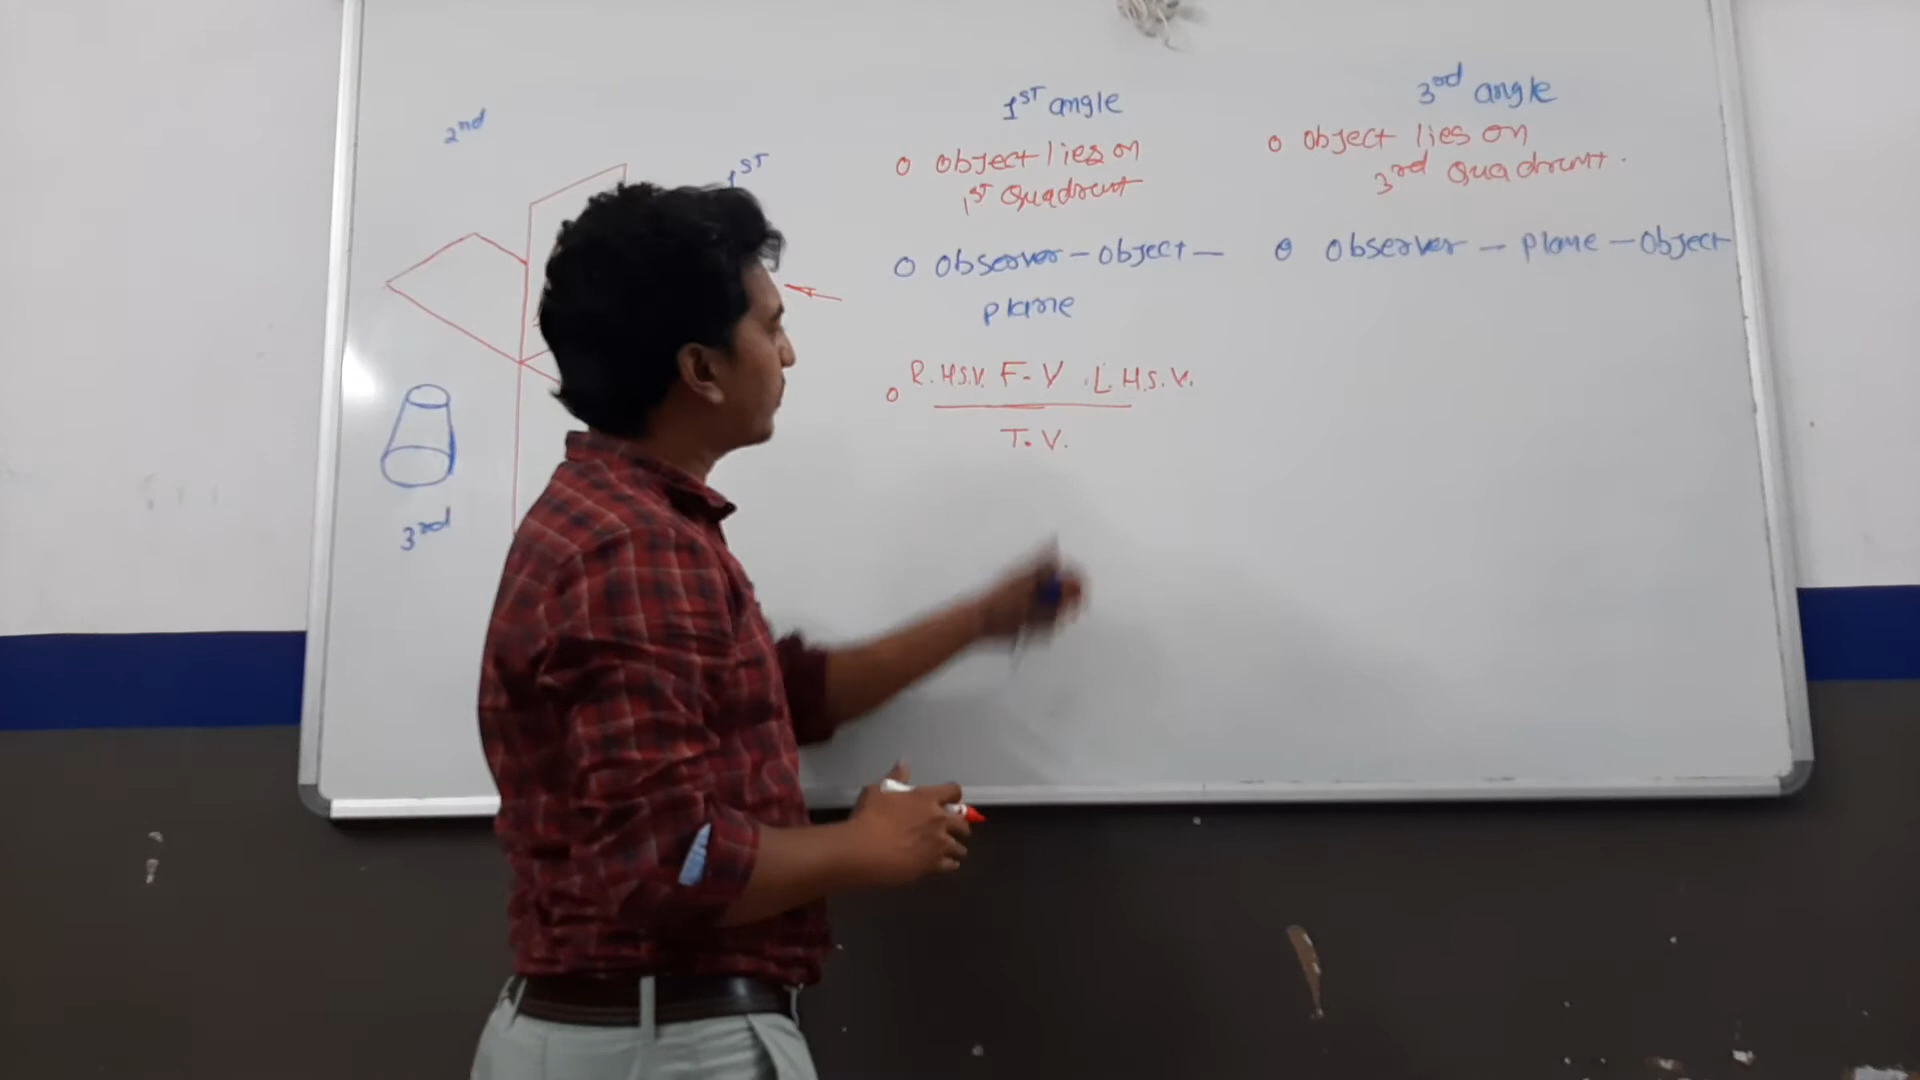 2nd
1ST
3rd
1ST angle
o object lies on
1ST Quadrant
o observer - object -
plane
o R.H.S.V. F.V. L.H.S.V.
T.V.
3rd angle
o object lies on
3rd Quadrant.
o observer - plane - object